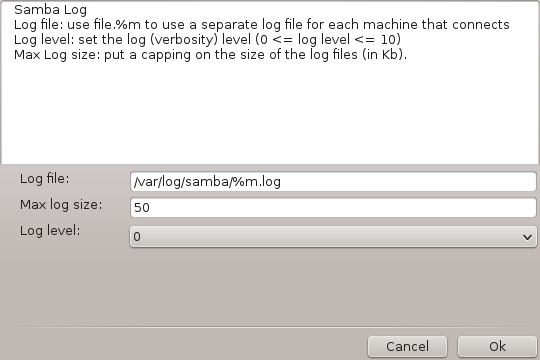 Samba Log
Log file: use file.%m to use a separate log file for each machine that connects
Log level: set the log (verbosity) level (0 <= log level <= 10)
Max Log size: put a capping on the size of the log files (in Kb).
Log file:
/var/log/samba/%m.log
Max log size:
50
Log level:
0
Cancel
Ok